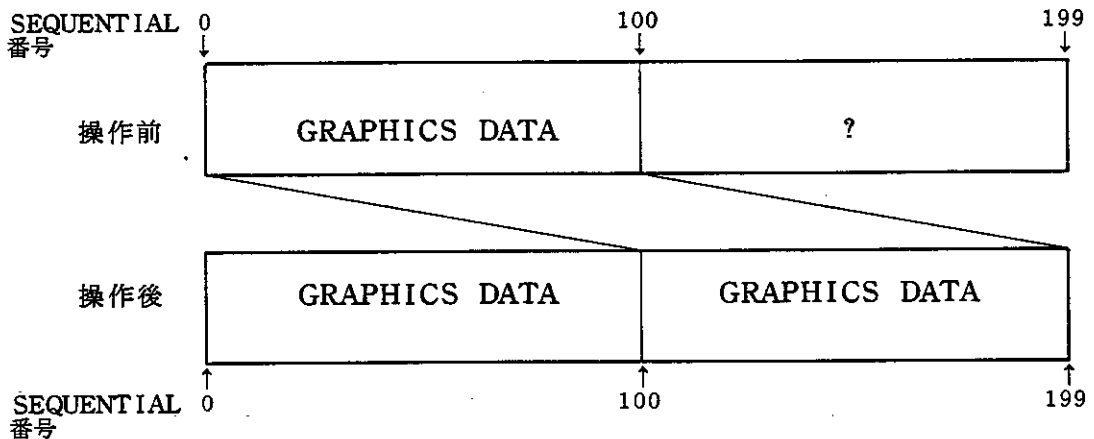 SEQUENTIAL 0 100 199
番号
操作前 GRAPHICS DATA ?
操作後 GRAPHICS DATA GRAPHICS DATA
SEQUENTIAL 0 100 199
番号